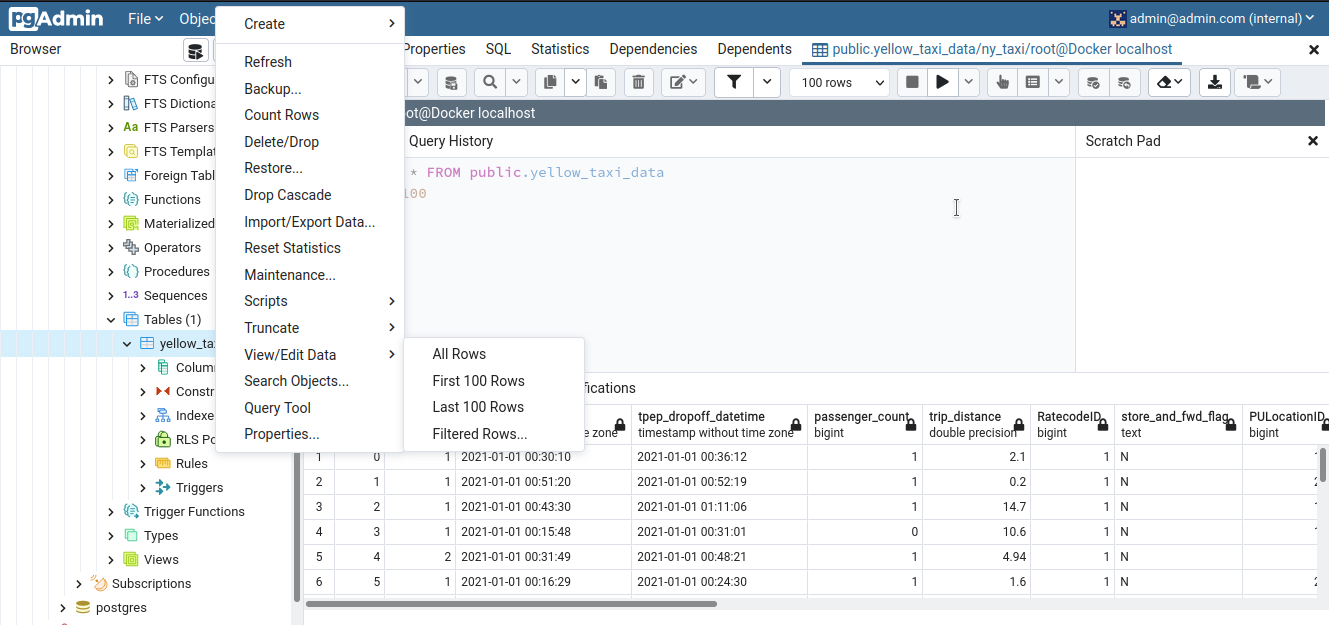 pgAdmin
File
Objec
admin@admin.com (internal)
Browser
Properties
SQL
Statistics
Dependencies
Dependents
public.yellow_taxi_data/ny_taxi/root@Docker localhost
100 rows
ot@Docker localhost
Query History
Scratch Pad
* FROM public.yellow_taxi_data
100
FTS Configu
FTS Dictiona
FTS Parsers
FTS Templat
Foreign Tabl
Functions
Materialized
Operators
Procedures
1..3 Sequences
Tables (1)
yellow_ta
Colum
Constr
Indexe
RLS Po
Rules
Triggers
Trigger Functions
Types
Views
Subscriptions
postgres
Create
Refresh
Backup...
Count Rows
Delete/Drop
Restore...
Drop Cascade
Import/Export Data...
Reset Statistics
Maintenance...
Scripts
Truncate
View/Edit Data
Search Objects...
Query Tool
Properties...
All Rows
First 100 Rows
Last 100 Rows
Filtered Rows...
fications
e zone
tpep_dropoff_datetime
timestamp without time zone
passenger_count
bigint
trip_distance
double precision
RatecodeID
bigint
store_and_fwd_flag
text
PULocationID
bigint
1 0 1 2021-01-01 00:30:10 2021-01-01 00:36:12 1 2.1 1 N
2 1 1 2021-01-01 00:51:20 2021-01-01 00:52:19 1 0.2 1 N
3 2 1 2021-01-01 00:43:30 2021-01-01 01:11:06 1 14.7 1 N
4 3 1 2021-01-01 00:15:48 2021-01-01 00:31:01 0 10.6 1 N
5 4 2 2021-01-01 00:31:49 2021-01-01 00:48:21 1 4.94 1 N
6 5 1 2021-01-01 00:16:29 2021-01-01 00:24:30 1 1.6 1 N